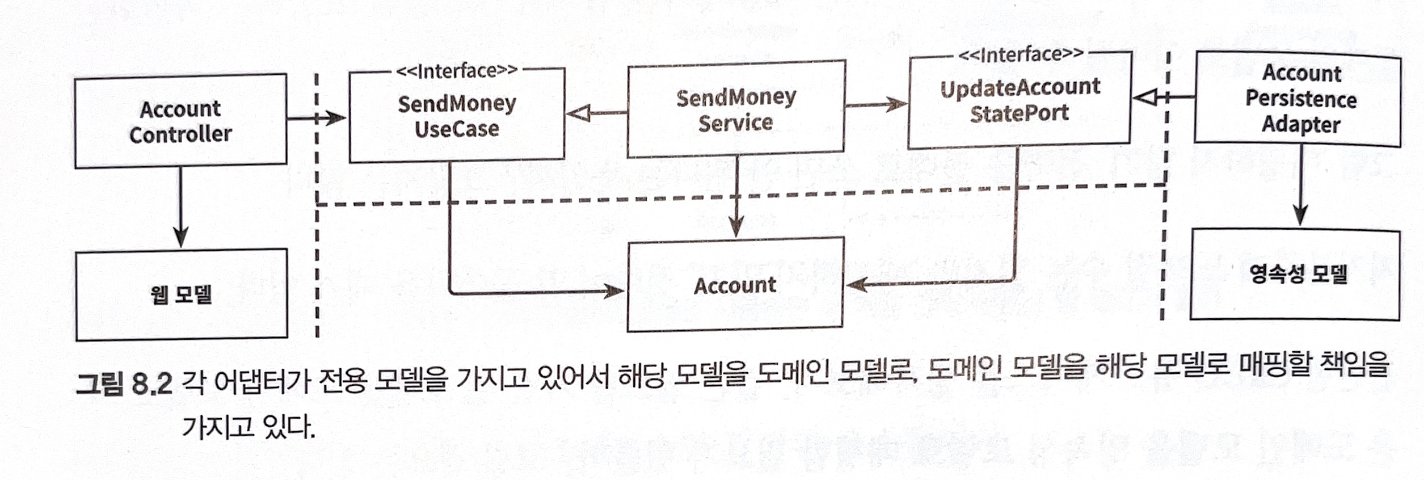 Account
Controller
<<Interface>>
SendMoney
UseCase
SendMoney
Service
<<Interface>>
UpdateAccount
StatePort
Account
Persistence
Adapter
웹 모델
Account
영속성 모델
그림 8.2 각 어댑터가 전용 모델을 가지고 있어서 해당 모델을 도메인 모델로, 도메인 모델을 해당 모델로 매핑할 책임을
가지고 있다.